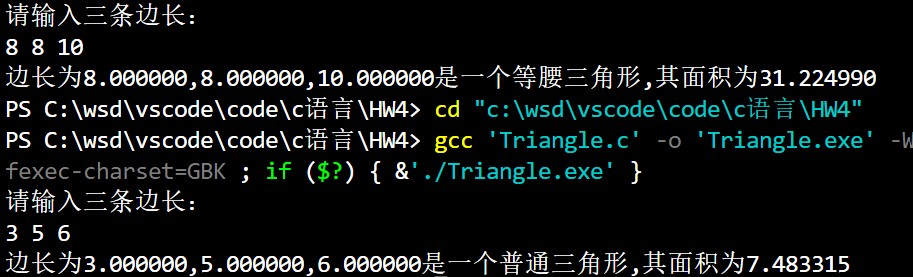 请输入三条边长：
8 8 10
边长为8.000000,8.000000,10.000000是一个等腰三角形,其面积为31.224990
PS C:\wsd\vscode\code\c语言\HW4> cd "c:\wsd\vscode\code\c语言\HW4"
PS C:\wsd\vscode\code\c语言\HW4> gcc 'Triangle.c' -o 'Triangle.exe' -W
fexec-charset=GBK ; if ($?) { &'./Triangle.exe' }
请输入三条边长：
3 5 6
边长为3.000000,5.000000,6.000000是一个普通三角形,其面积为7.483315